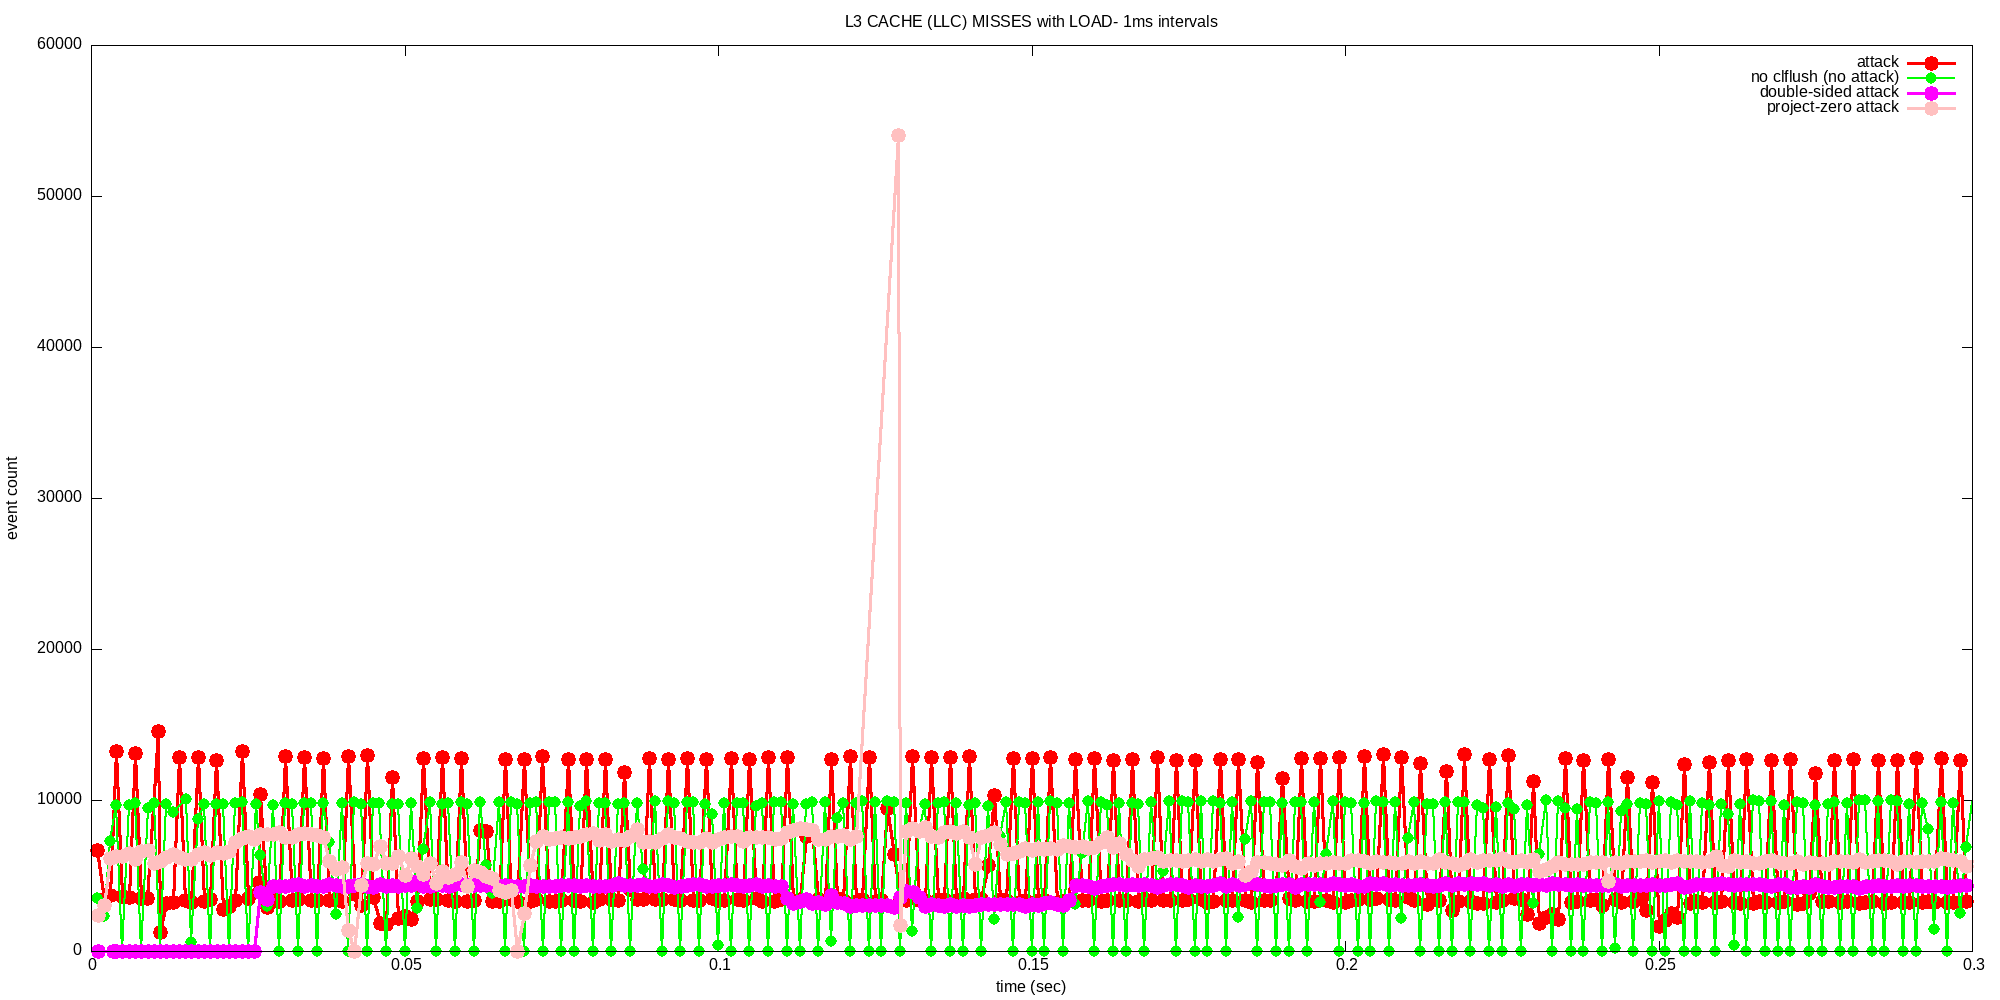 L3 CACHE (LLC) MISSES with LOAD- 1ms intervals
60000
50000
40000
30000
20000
10000
0
event count
attack
no clflush (no attack)
double-sided attack
project-zero attack
0
0.05
0.1
0.15
0.2
0.25
0.3
time (sec)